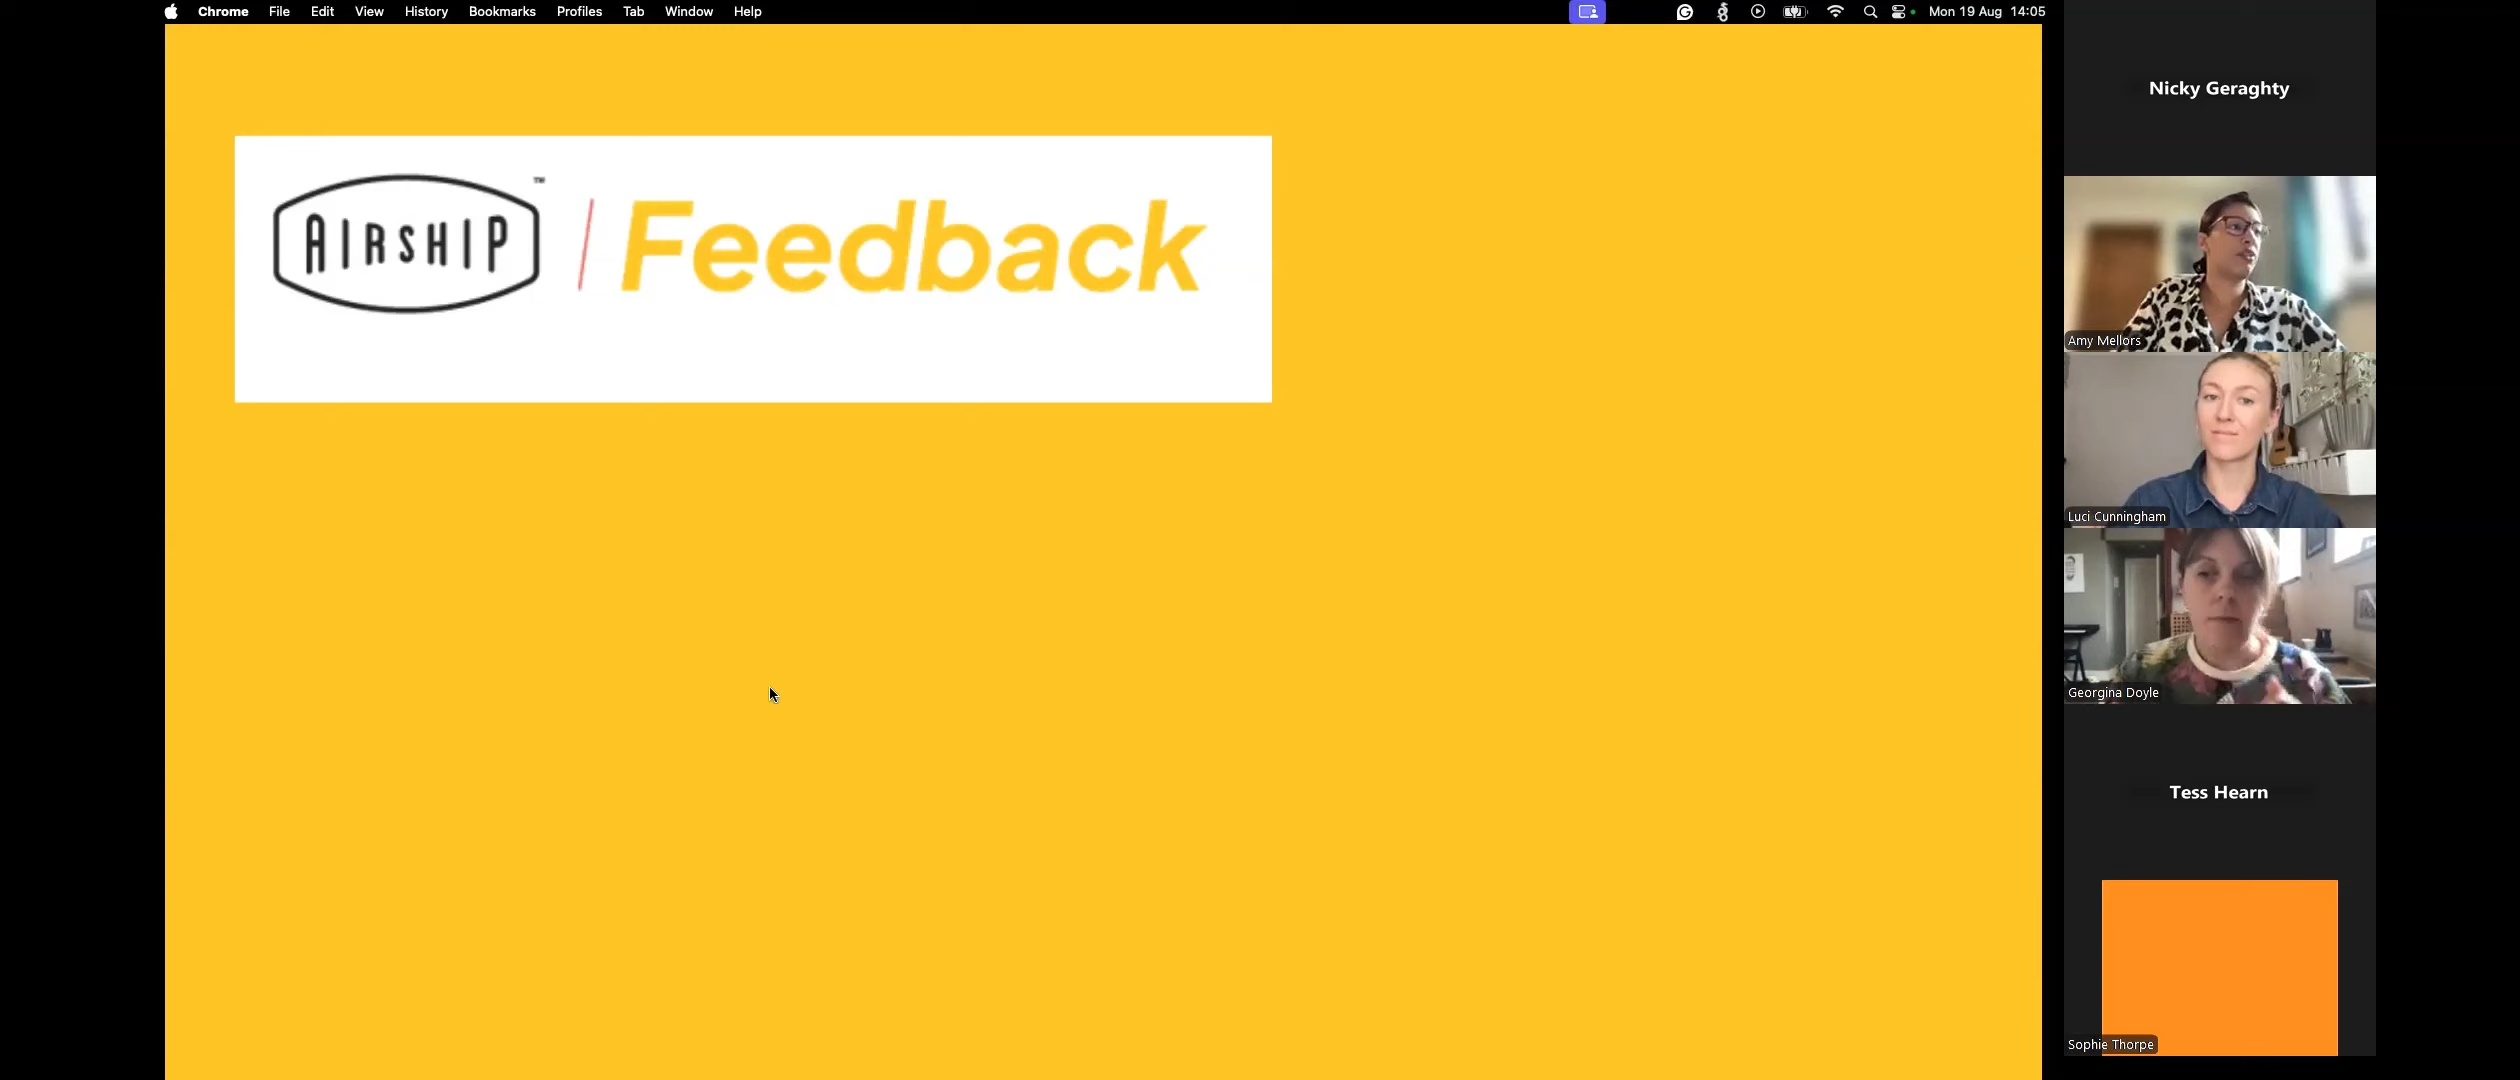 Chrome File Edit View History Bookmarks Profiles Tab Window Help Mon 19 Aug 14:05
AIRSHIP ™ Feedback
Nicky Geraghty
Amy Mellors
Luci Cunningham
Georgina Doyle
Tess Hearn
Sophie Thorpe